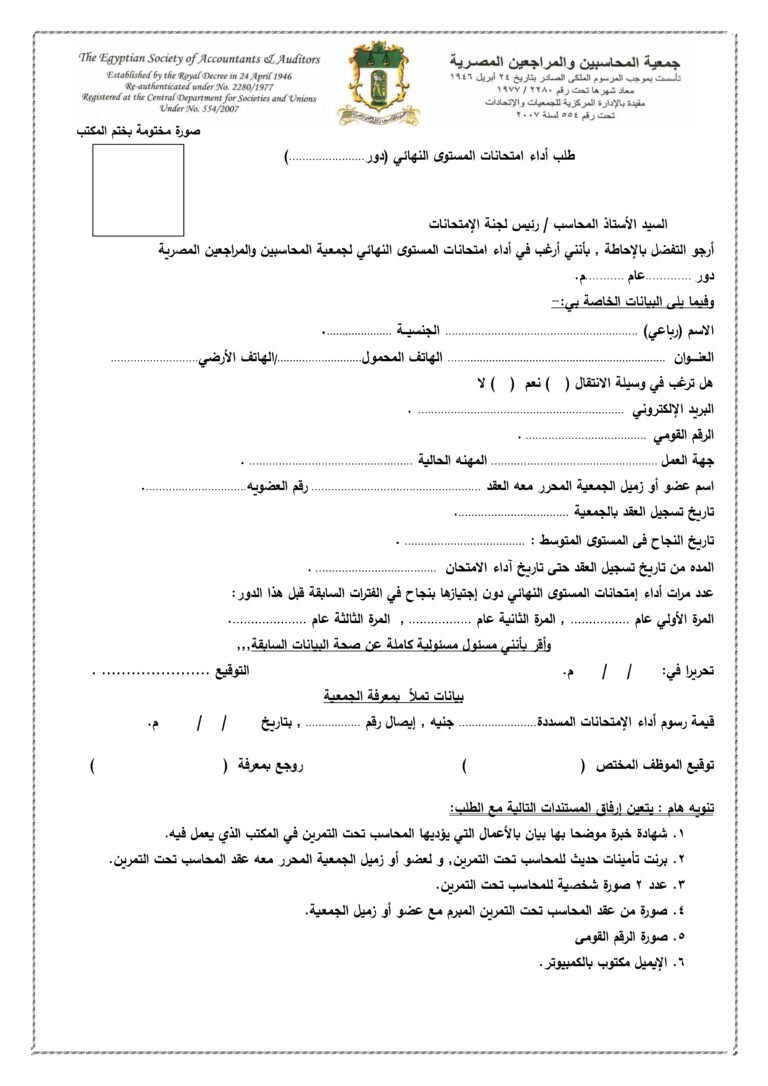 The Egyptian Society of Accountants & Auditors
Established by the Royal Decree in 24 April 1946
Re-authenticated under No. 2280/1977
Registered at the Central Department for Societies and Unions
Under No. 554/2007
جمعية المحاسبين والمراجعين المصرية
تأسست بموجب المرسوم الملكى الصادر بتاريخ ٢٤ أبريل ١٩٤٦
معاد شهرها تحت رقم ٢٢٨٠ / ١٩٧٧
مقيدة بالإدارة المركزية للجمعيات والإتحادات
تحت رقم ٥٥٤ لسنة ٢٠٠٧
صورة مختومة بختم المكتب
طلب أداء امتحانات المستوى النهائي (دور.......................)
السيد الأستاذ المحاسب / رئيس لجنة الإمتحانات
أرجو التفضل بالإحاطة , بأنني أرغب في أداء امتحانات المستوى النهائي لجمعية المحاسبين والمراجعين المصرية
دور ..............عام ...........م.
وفيما يلى البيانات الخاصة بي:-
الاسم (رباعي) ........................................................... الجنسيـة .....................
العنــوان .................................................................. الهاتف المحمول........................../الهاتف الأرضي...........................
هل ترغب في وسيلة الانتقال (   ) نعم   (   ) لا
البريد الإلكتروني ............................................................... .
الرقم القومي ..................................... .
جهة العمل ................................................... المهنه الحالية .................................................. .
اسم عضو أو زميل الجمعية المحرر معه العقد .................................................... رقم العضويه...............................
تاريخ تسجيل العقد بالجمعية ..................................
تاريخ النجاح فى المستوى المتوسط : ..................................... .
المده من تاريخ تسجيل العقد حتى تاريخ آداء الامتحان ..................................... .
عدد مرات أداء إمتحانات المستوى النهائي دون إجتيازها بنجاح في الفترات السابقة قبل هذا الدور:
المرة الأولي عام ................ , المرة الثانية عام ................. , المرة الثالثة عام ....................
وأقر بأنني مسئول مسئولية كاملة عن صحة البيانات السابقة,,,
تحريرا في:     /     /     م.     التوقيع ...................... .
بيانات تملأ بمعرفة الجمعية
قيمة رسوم أداء الإمتحانات المسددة........................ جنيه , إيصال رقم ................. , بتاريخ     /     /     م.
توقيع الموظف المختص (                    )     روجع بمعرفة (                    )
تنويه هام : يتعين إرفاق المستندات التالية مع الطلب:
١. شهادة خبرة موضحا بها بيان بالأعمال التي يؤديها المحاسب تحت التمرين في المكتب الذي يعمل فيه.
٢. برنت تأمينات حديث للمحاسب تحت التمرين, و لعضو أو زميل الجمعية المحرر معه عقد المحاسب تحت التمرين.
٣. عدد ٢ صورة شخصية للمحاسب تحت التمرين.
٤. صورة من عقد المحاسب تحت التمرين المبرم مع عضو أو زميل الجمعية.
٥. صورة الرقم القومى
٦. الإيميل مكتوب بالكمبيوتر.